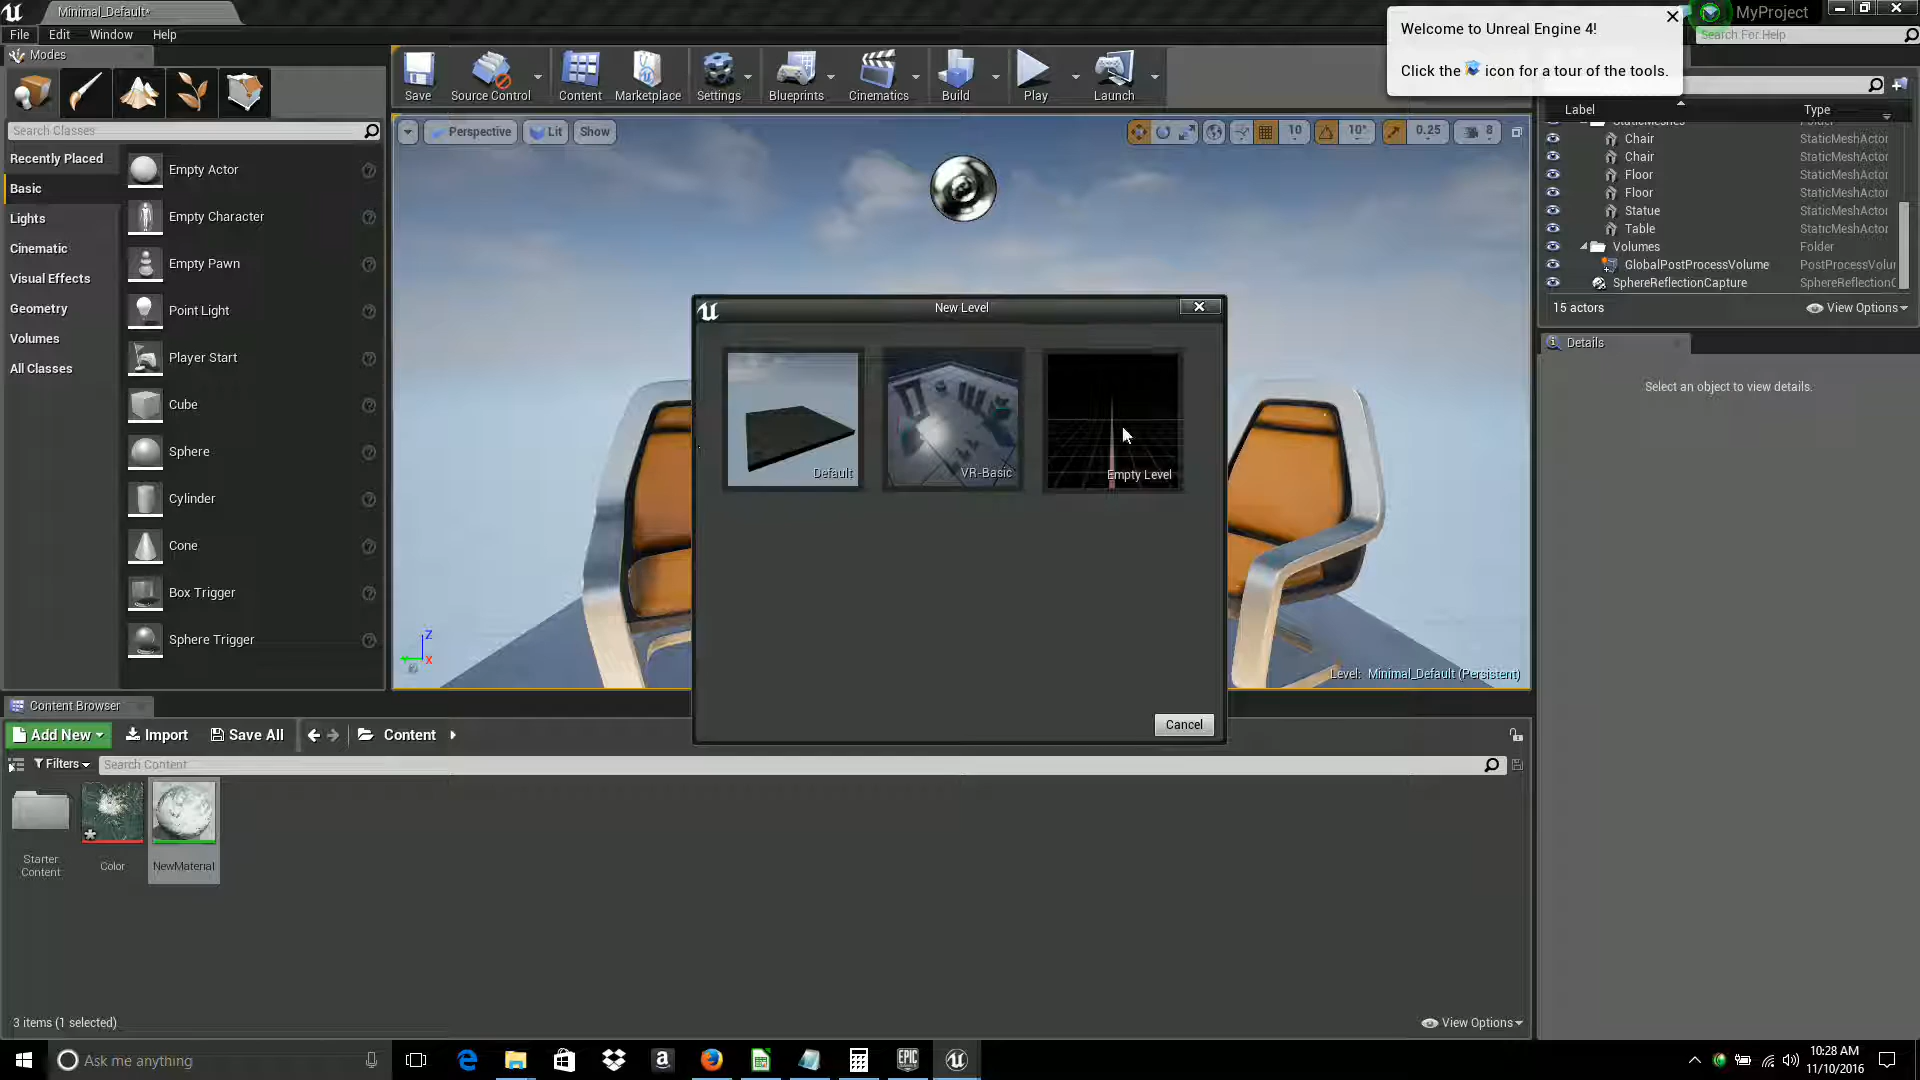 Minimal_Default*
MyProject
File
Edit
Window
Help
Search For Help
Welcome to Unreal Engine 4!
Click the icon for a tour of the tools.
Modes
Save
Source Control
Content
Marketplace
Settings
Blueprints
Cinematics
Build
Play
Launch
Search Classes
Recently Placed
Basic
Lights
Cinematic
Visual Effects
Geometry
Volumes
All Classes
Empty Actor
Empty Character
Empty Pawn
Point Light
Player Start
Cube
Sphere
Cylinder
Cone
Box Trigger
Sphere Trigger
Perspective
Lit
Show
10
10°
0.25
8
New Level
Default
VR-Basic
Empty Level
Cancel
Level: Minimal_Default (Persistent)
Z
X
Label
Type
StaticMeshes
Folder
Chair
StaticMeshActor
Chair
StaticMeshActor
Floor
StaticMeshActor
Floor
StaticMeshActor
Statue
StaticMeshActor
Table
StaticMeshActor
Volumes
Folder
GlobalPostProcessVolume
PostProcessVolu
SphereReflectionCapture
SphereReflectionC
15 actors
View Options
Details
Select an object to view details.
Content Browser
Add New
Import
Save All
Content
Filters
Search Content
Starter
Content
Color
NewMaterial
3 items (1 selected)
View Options
Ask me anything
EPIC
10:28 AM
11/10/2016